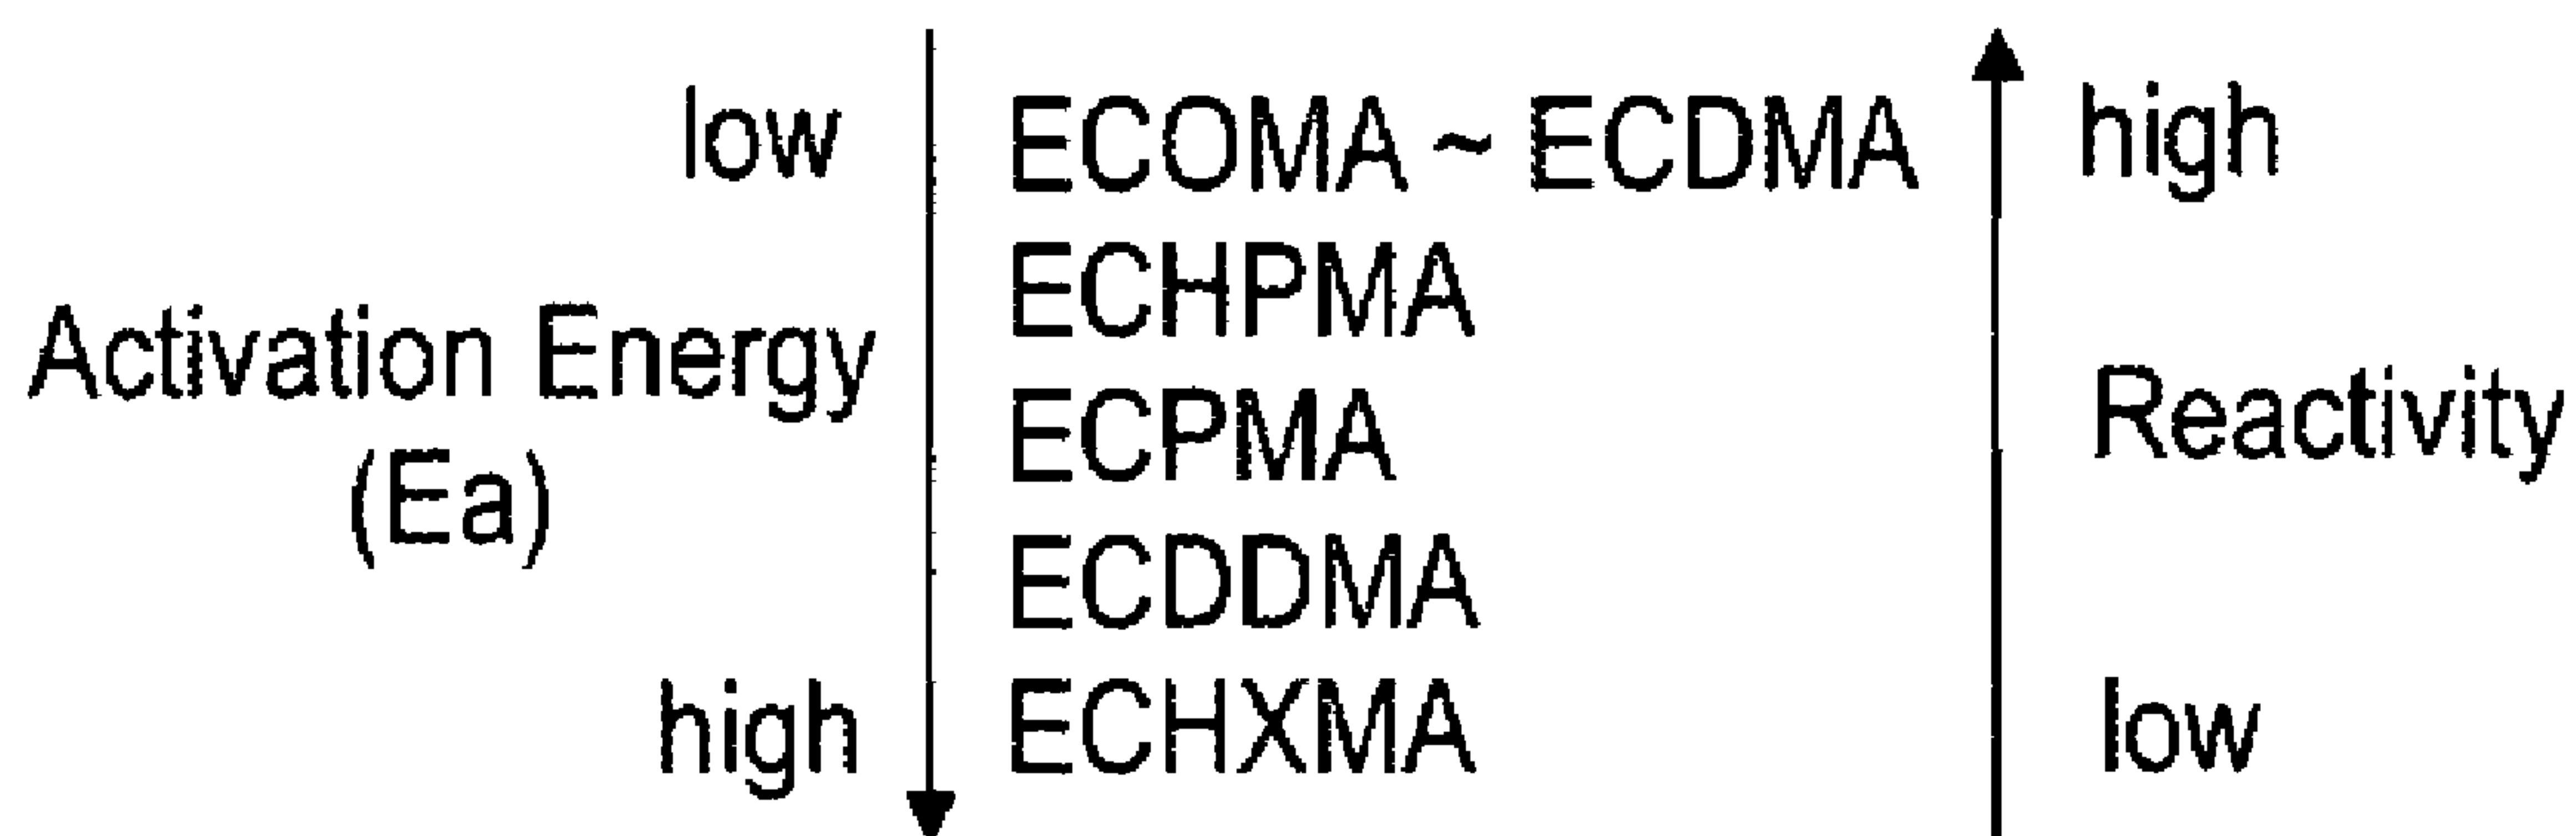 low ECOMA ~ ECDMA high
ECHPMA
Activation Energy ECPMA Reactivity
(Ea) ECDDMA
high ECHXMA low